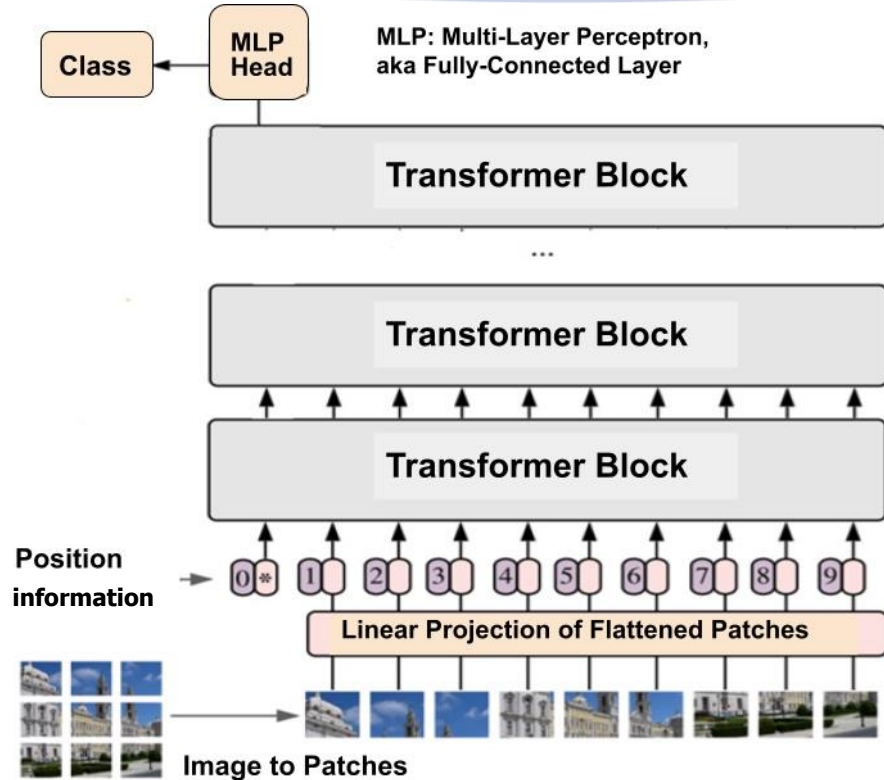 MLP
Head
Class
MLP: Multi-Layer Perceptron,
aka Fully-Connected Layer
Transformer Block
...
Transformer Block
Transformer Block
Position
information
0 * 1 2 3 4 5 6 7 8 9
Linear Projection of Flattened Patches
Image to Patches